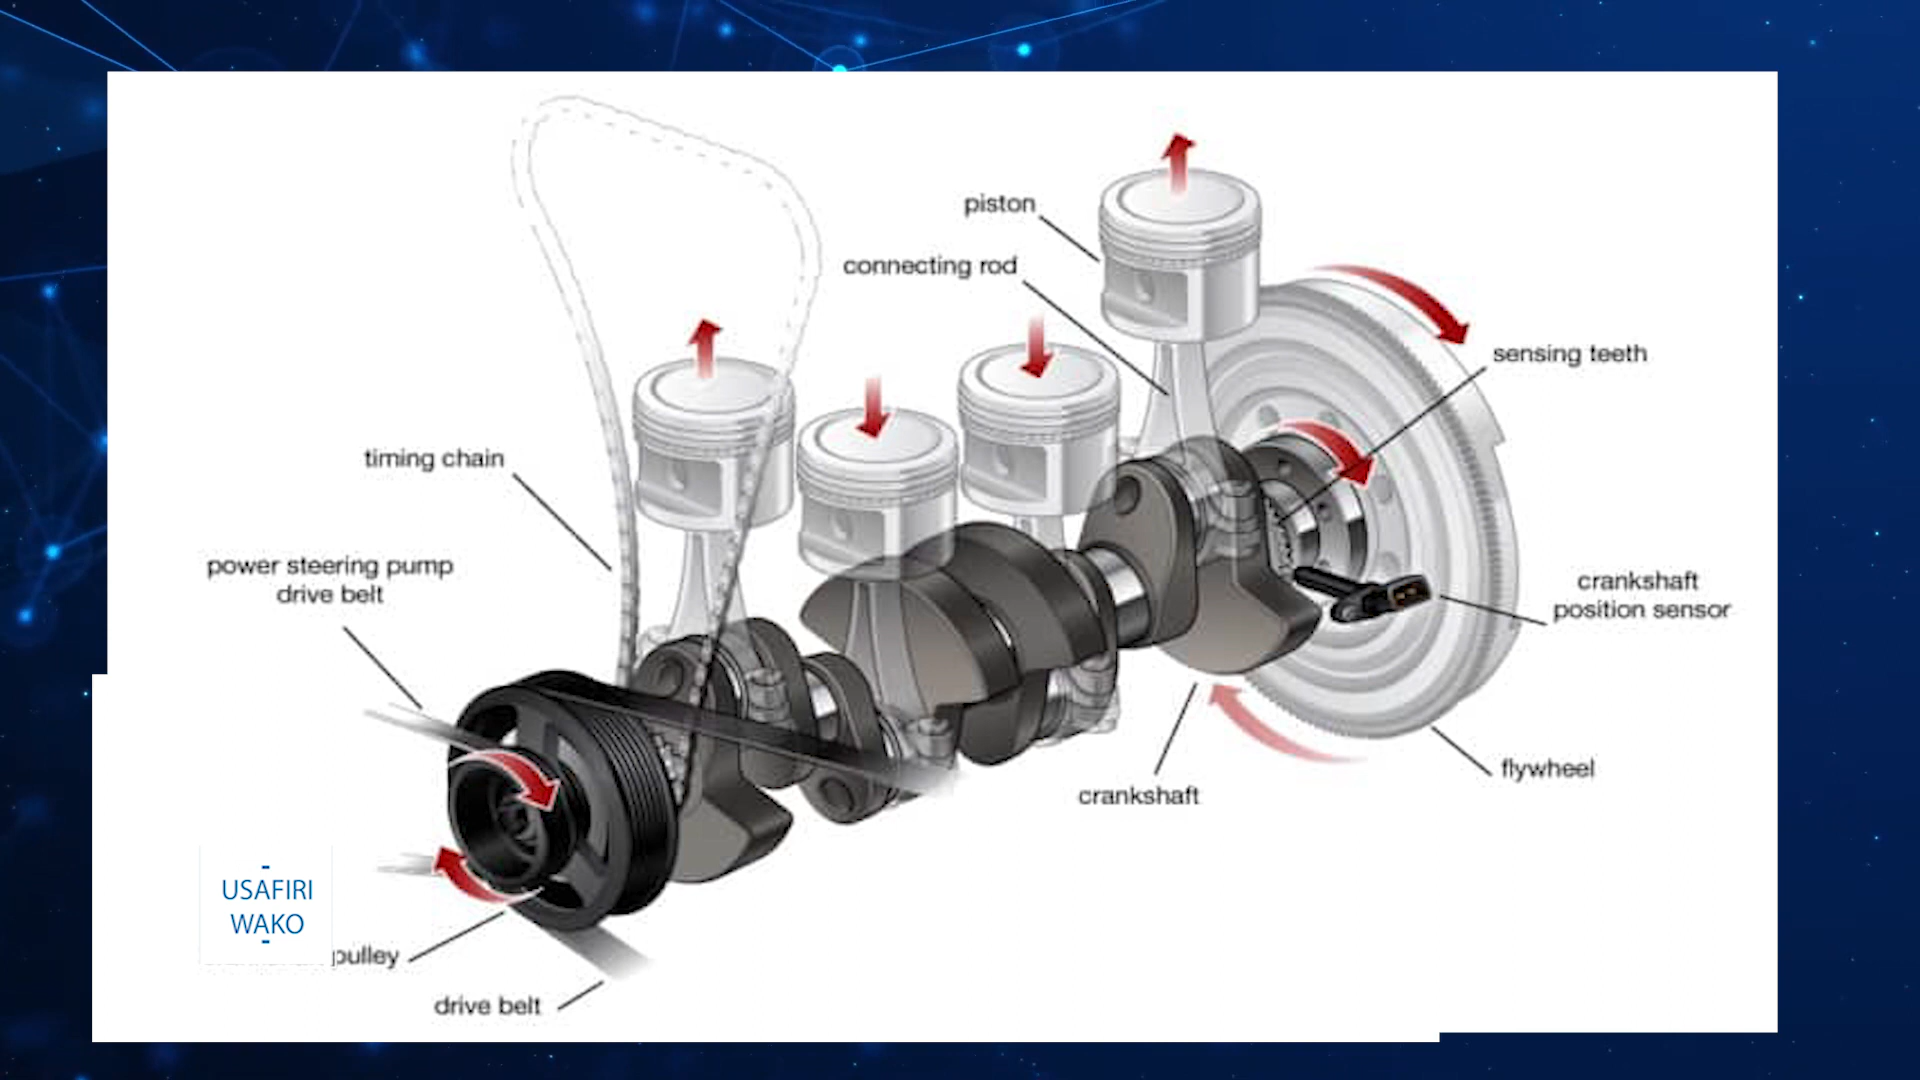 piston
connecting rod
sensing teeth
timing chain
power steering pump
drive belt
crankshaft
position sensor
flywheel
crankshaft
USAFIRI
WAKO
pulley
drive belt